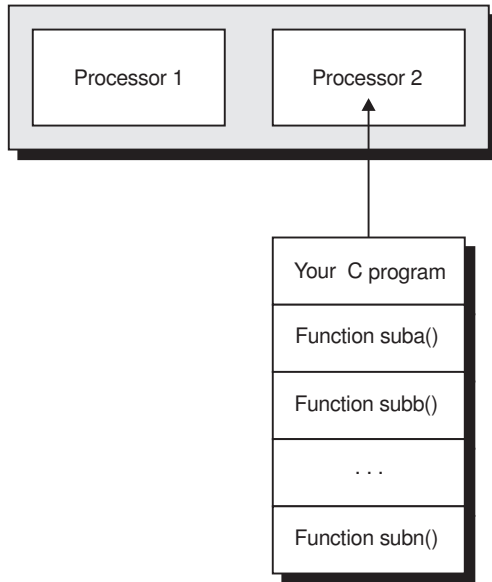 Processor 1
Processor 2
Your C program
Function suba()
Function subb()
. . .
Function subn()